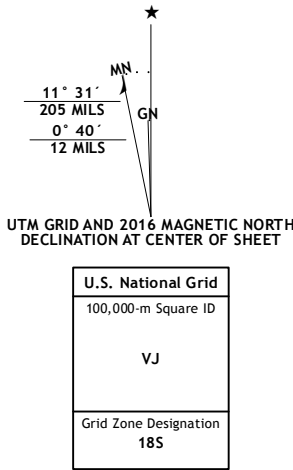 MN
GN
11° 31´
205 MILS
0° 40´
12 MILS
UTM GRID AND 2016 MAGNETIC NORTH
DECLINATION AT CENTER OF SHEET
U.S. National Grid
100,000-m Square ID
VJ
Grid Zone Designation
18S